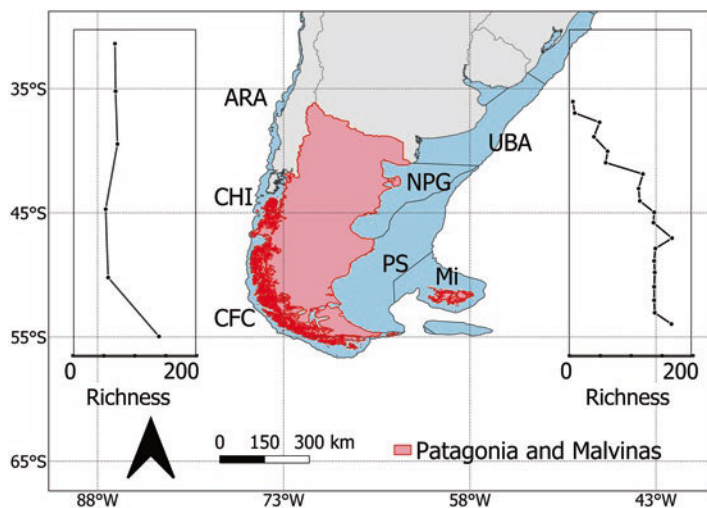 35°S
45°S
55°S
65°S
ARA
UBA
NPG
CHI
PS
Mi
CFC
0 200
Richness
0 200
Richness
0 150 300 km
Patagonia and Malvinas
88°W 73°W 58°W 43°W